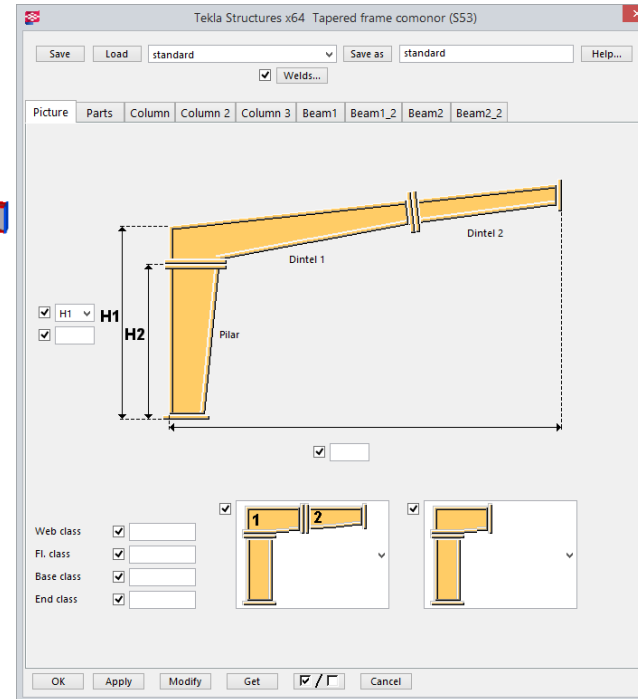 Tekla Structures x64 Tapered frame comonor (S53)
Save Load standard Save as standard Help...
Welds...
Picture Parts Column Column 2 Column 3 Beam1 Beam1_2 Beam2 Beam2_2
Dintel 2
Dintel 1
H1 H1
H2 Pilar
1 2
Web class
Fl. class
Base class
End class
OK Apply Modify Get / Cancel